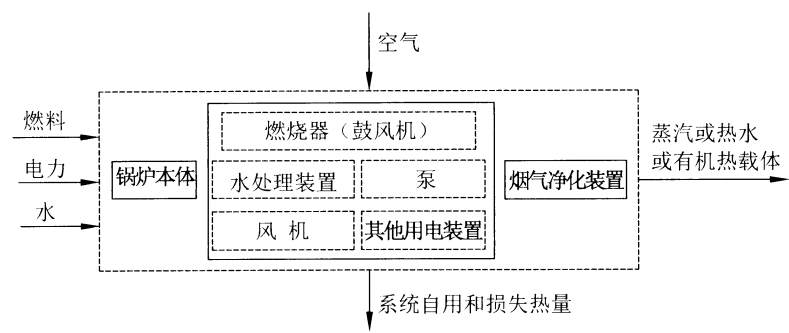 空气
燃料
电力
水
锅炉本体
燃烧器（鼓风机）
水处理装置
泵
风 机
其他用电装置
烟气净化装置
蒸汽或热水
或有机热载体
系统自用和损失热量